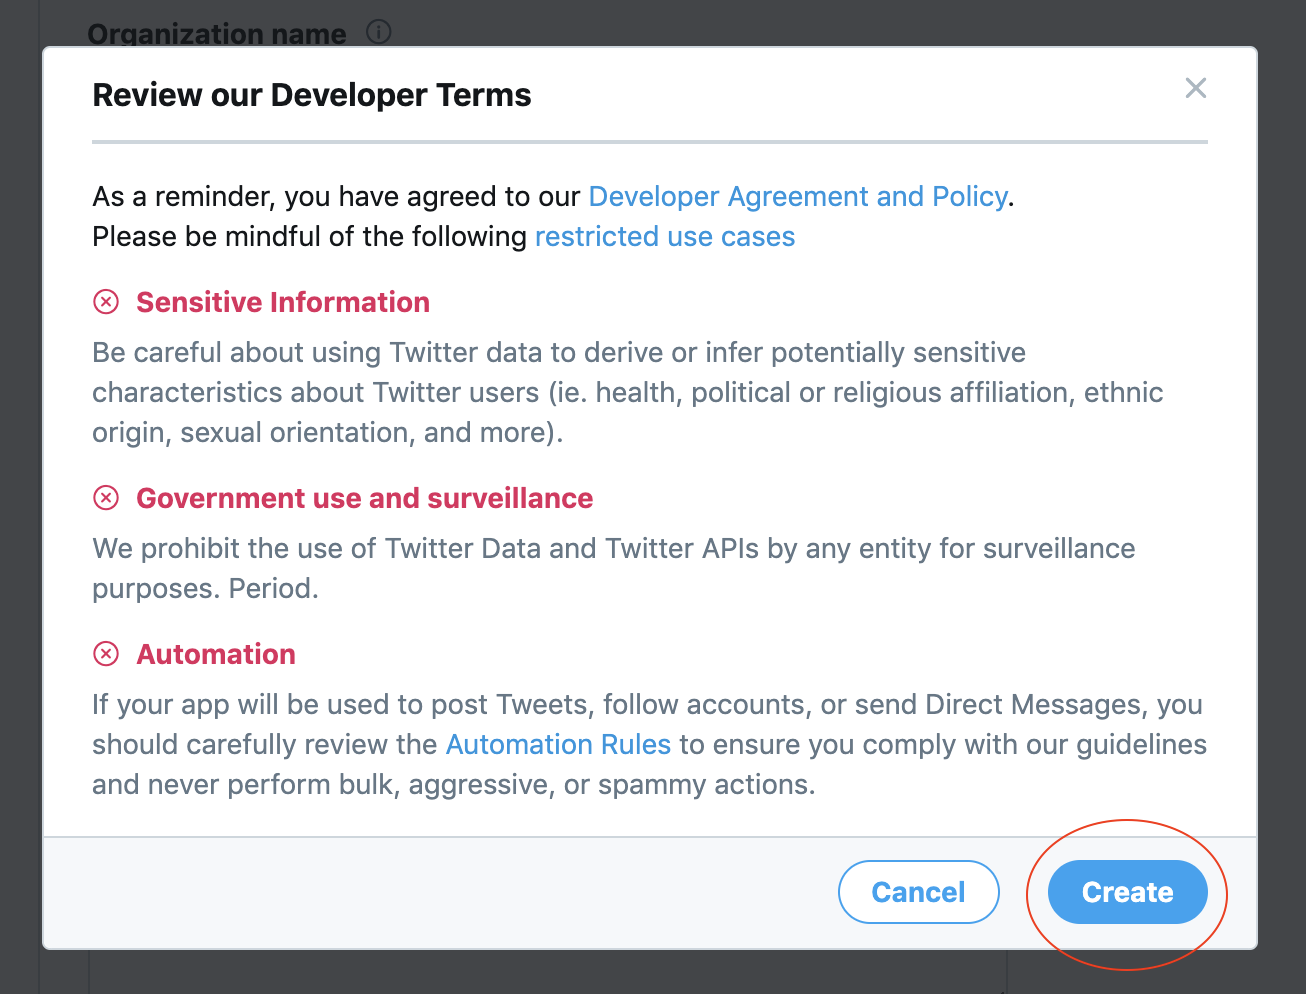 Organization name
Review our Developer Terms
As a reminder, you have agreed to our Developer Agreement and Policy.
Please be mindful of the following restricted use cases
Sensitive Information
Be careful about using Twitter data to derive or infer potentially sensitive
characteristics about Twitter users (ie. health, political or religious affiliation, ethnic
origin, sexual orientation, and more).
Government use and surveillance
We prohibit the use of Twitter Data and Twitter APIs by any entity for surveillance
purposes. Period.
Automation
If your app will be used to post Tweets, follow accounts, or send Direct Messages, you
should carefully review the Automation Rules to ensure you comply with our guidelines
and never perform bulk, aggressive, or spammy actions.
Cancel Create